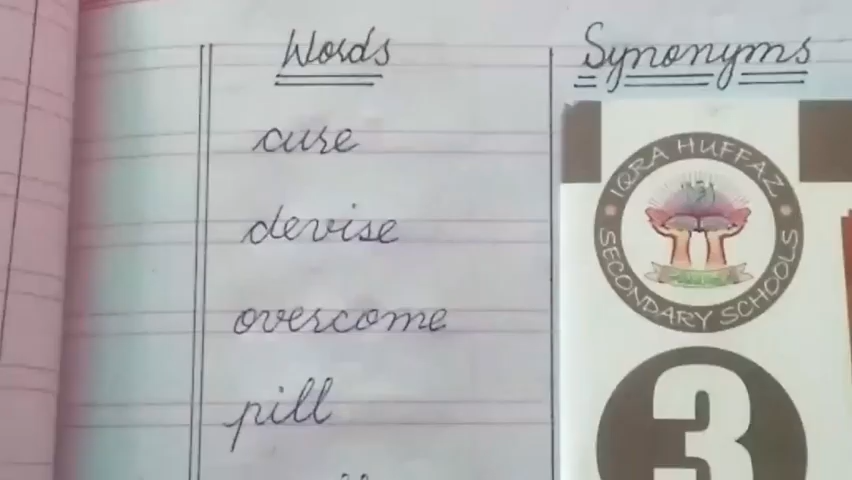 Words
Synonyms
cure
devise
overcome
pill
IQRA HUFFAZ
SECONDARY SCHOOLS
3